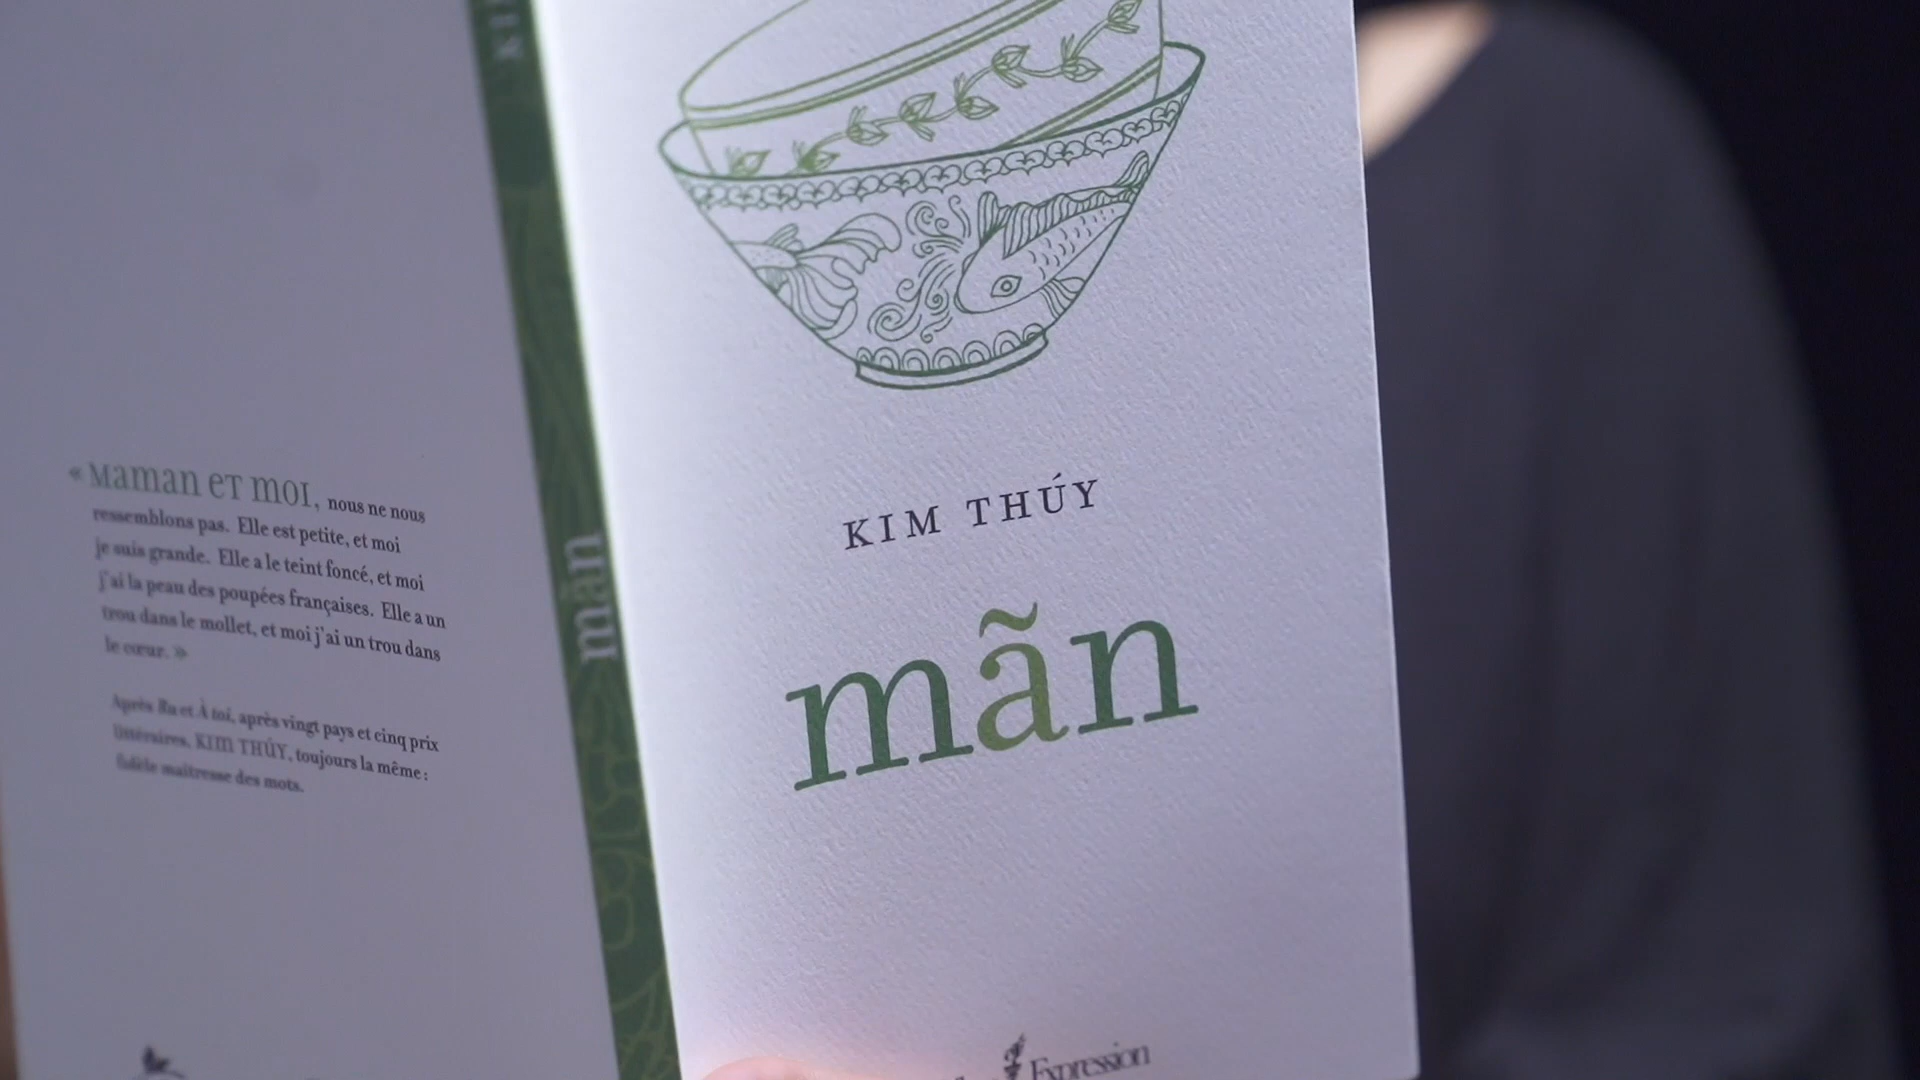 « Maman et moi, nous ne nous
ressemblons pas. Elle est petite, et moi
je suis grande. Elle a le teint foncé, et moi
j'ai la peau des poupées françaises. Elle a un
trou dans le mollet, et moi j'ai un trou dans
le cœur. »
Après Ru et À toi, après vingt pays et cinq prix
littéraires, KIM THÚY, toujours la même :
fidèle maîtresse des mots.
mãn
KIM THÚY
mãn
Expression